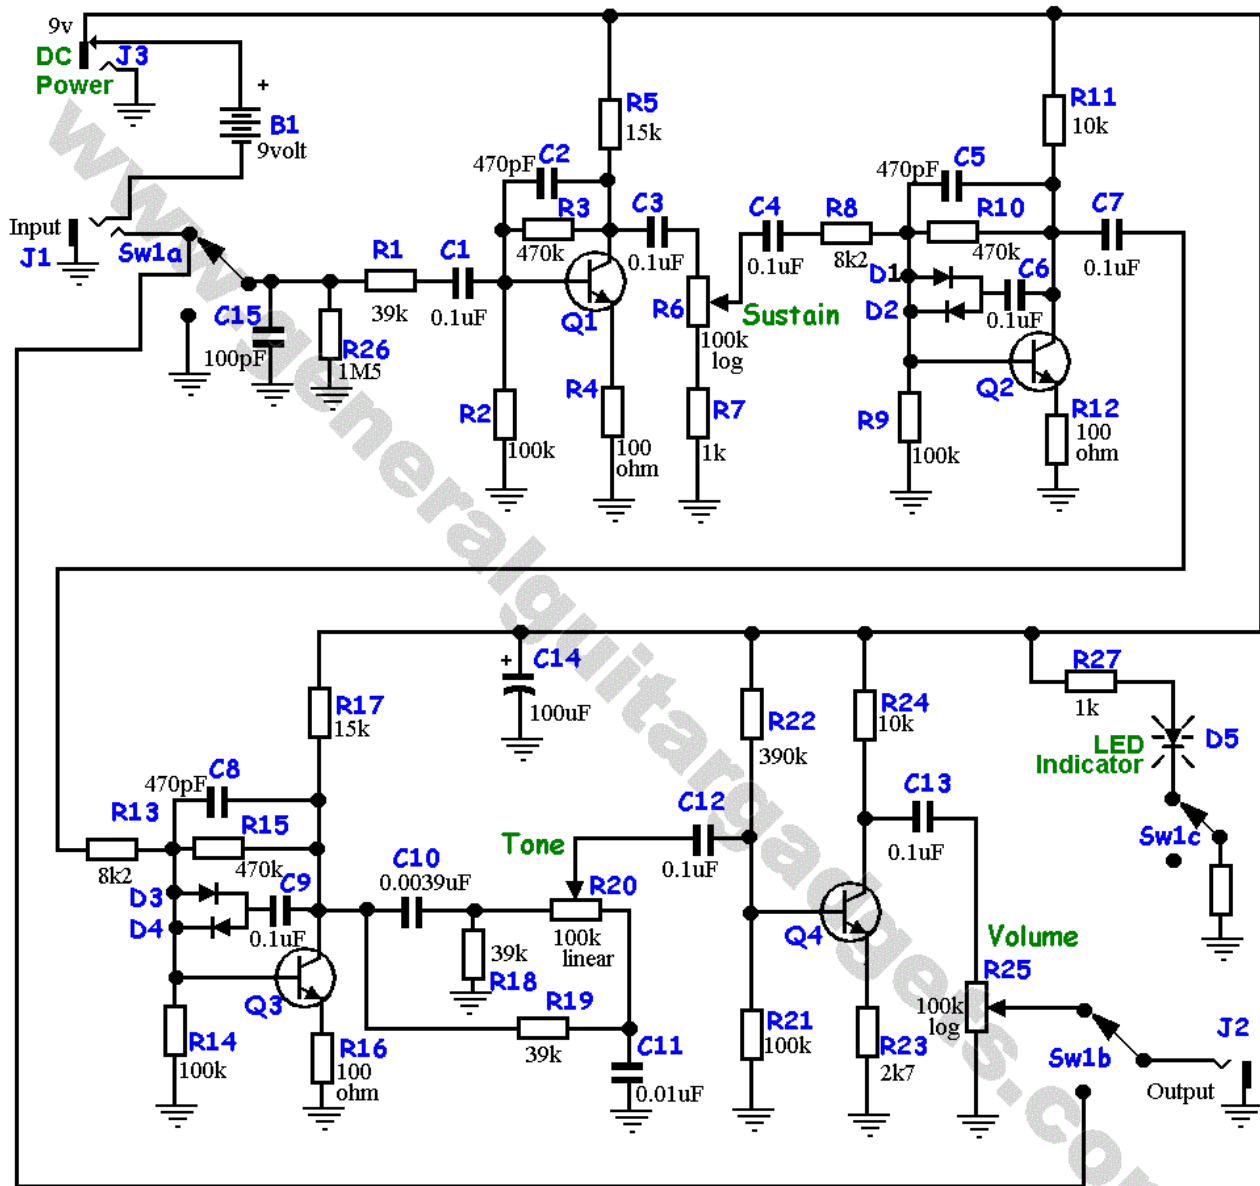 9v
DC
Power
J3
+
B1
9volt
Input
J1
Sw1a
C15
100pF
R26
1M5
R1
39k
C1
0.1uF
470pF
C2
R3
470k
R5
15k
Q1
R2
100k
R4
100
ohm
C3
0.1uF
R6
100k
log
Sustain
R7
1k
C4
0.1uF
R8
8k2
470pF
C5
R10
470k
D1
D2
C6
0.1uF
R11
10k
C7
0.1uF
Q2
R9
100k
R12
100
ohm
R13
8k2
470pF
C8
R15
470k
D3
D4
C9
0.1uF
R17
15k
Q3
R14
100k
R16
100
ohm
+
C14
100uF
C10
0.0039uF
39k
R18
Tone
R20
100k
linear
R19
39k
C11
0.01uF
C12
0.1uF
R22
390k
R21
100k
R24
10k
Q4
R23
2k7
C13
0.1uF
Volume
R25
100k
log
R27
1k
LED
Indicator
D5
Sw1c
Sw1b
J2
Output
www.generalguitargadgets.com